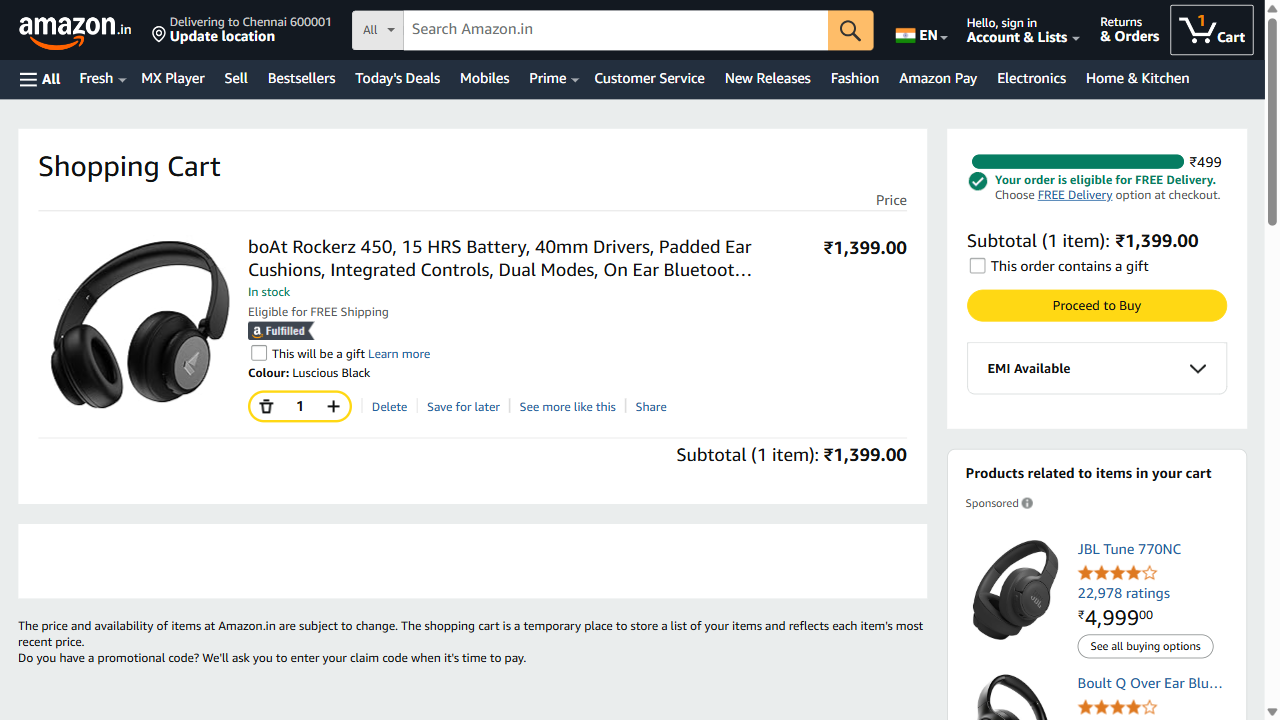 amazon.in
Delivering to Chennai 600001
Update location
All
Search Amazon.in
EN
Hello, sign in
Account & Lists
Returns
& Orders
1
Cart
All
Fresh
MX Player
Sell
Bestsellers
Today's Deals
Mobiles
Prime
Customer Service
New Releases
Fashion
Amazon Pay
Electronics
Home & Kitchen
Shopping Cart
Price
boAt Rockerz 450, 15 HRS Battery, 40mm Drivers, Padded Ear
Cushions, Integrated Controls, Dual Modes, On Ear Bluetoot…
₹1,399.00
In stock
Eligible for FREE Shipping
a Fulfilled
This will be a gift Learn more
Colour: Luscious Black
1
Delete
Save for later
See more like this
Share
Subtotal (1 item): ₹1,399.00
The price and availability of items at Amazon.in are subject to change. The shopping cart is a temporary place to store a list of your items and reflects each item's most
recent price.
Do you have a promotional code? We'll ask you to enter your claim code when it's time to pay.
₹499
Your order is eligible for FREE Delivery.
Choose FREE Delivery option at checkout.
Subtotal (1 item): ₹1,399.00
This order contains a gift
Proceed to Buy
EMI Available
Products related to items in your cart
Sponsored
JBL Tune 770NC
22,978 ratings
₹4,99900
See all buying options
Boult Q Over Ear Blu…